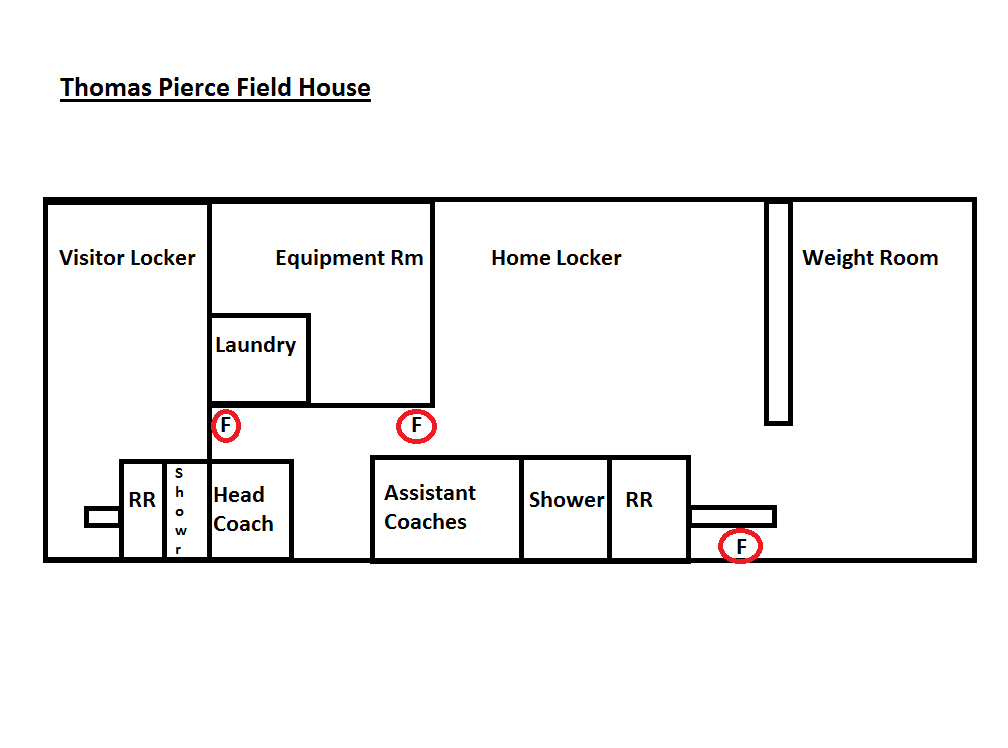 Thomas Pierce Field House
Visitor Locker
Equipment Rm
Home Locker
Weight Room
Laundry
F
F
RR
Showr
Head
Coach
Assistant
Coaches
Shower
RR
F